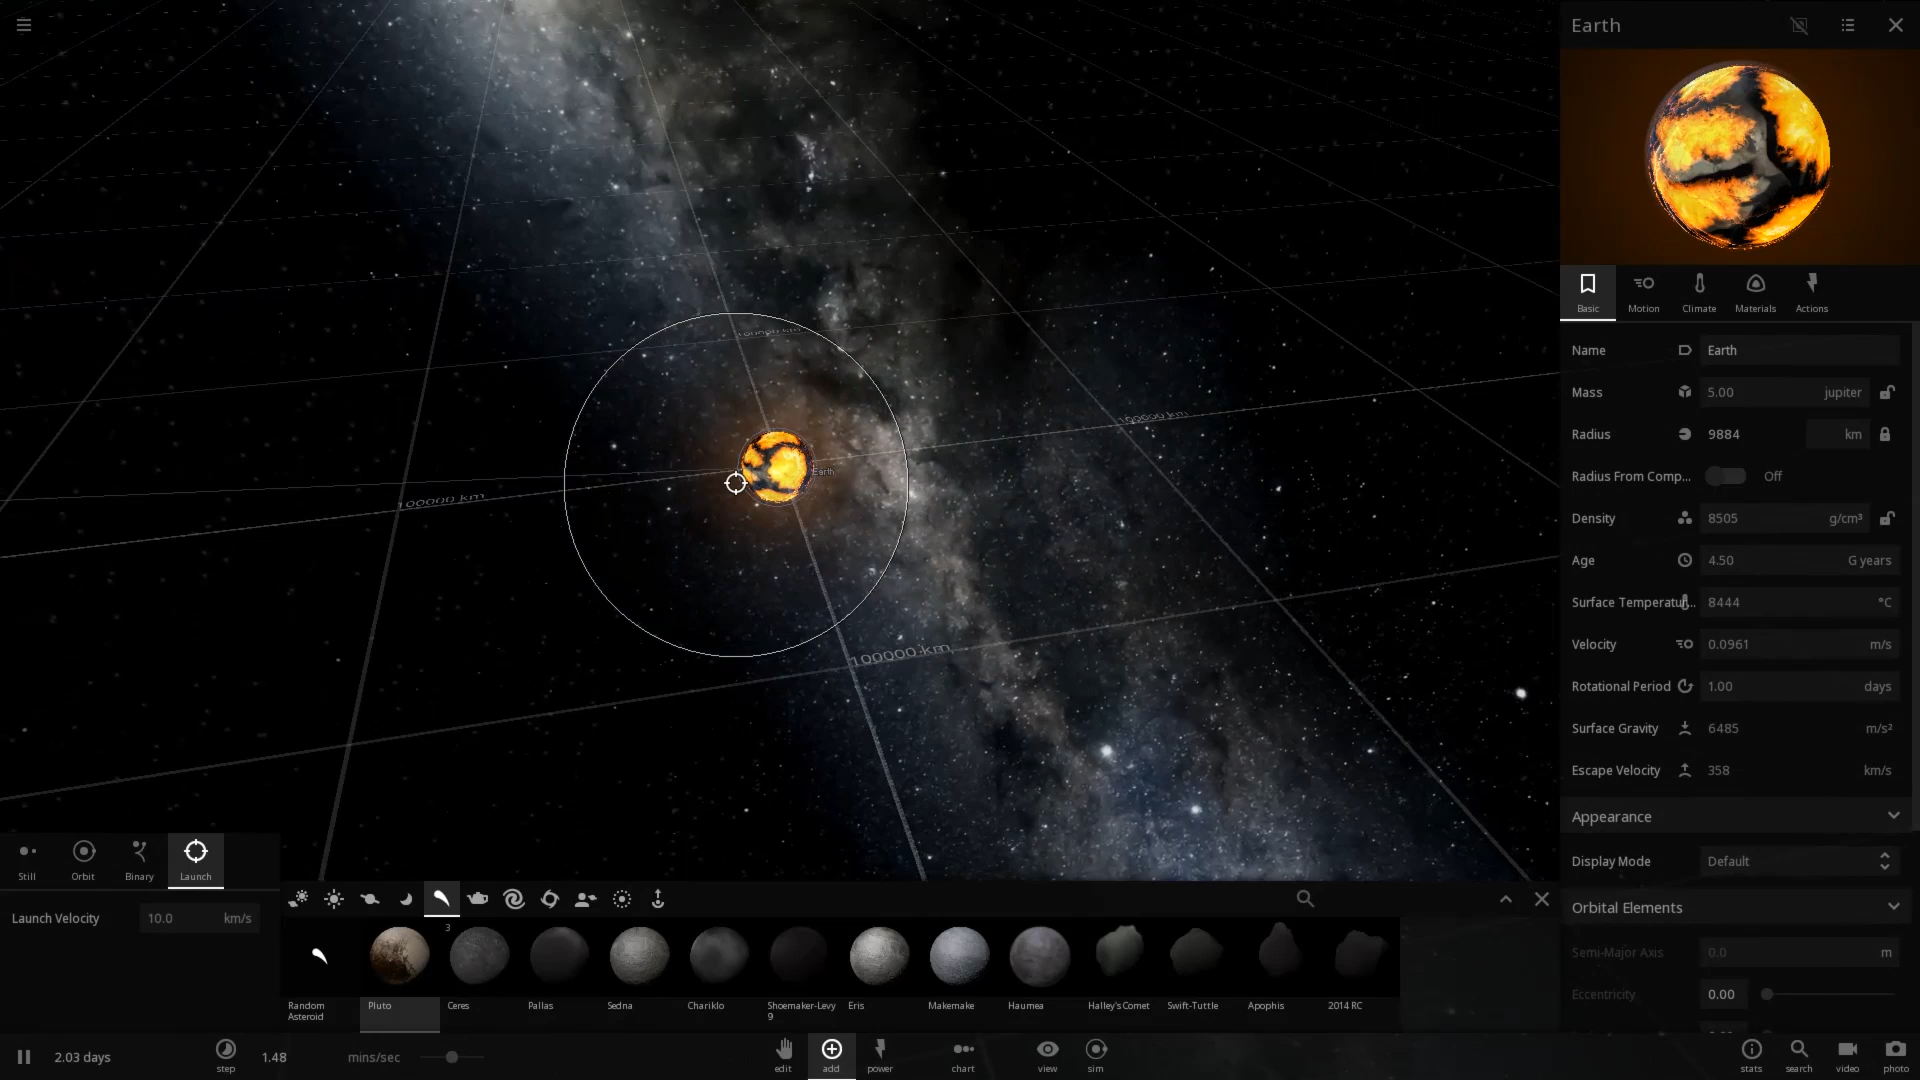 Earth
Basic
Motion
Climate
Materials
Actions
Name
Earth
Mass
5.00 jupiter
Radius
9884 km
Radius From Comp...
Off
Density
8505 g/cm³
Age
4.50 G years
Surface Temperatur...
8444 °C
Velocity
0.0961 m/s
Rotational Period
1.00 days
Surface Gravity
6485 m/s²
Escape Velocity
358 km/s
Appearance
Display Mode
Default
Orbital Elements
Semi-Major Axis
0.0 m
Eccentricity
0.00
100000 km
100000 km
Earth
100000 km
100000 km
Still
Orbit
Binary
Launch
Launch Velocity
10.0 km/s
3
Random
Asteroid
Pluto
Ceres
Pallas
Sedna
Chariklo
Shoemaker-Levy
9
Eris
Makemake
Haumea
Halley's Comet
Swift-Tuttle
Apophis
2014 RC
2.03 days
step
1.48
mins/sec
edit
add
power
chart
view
sim
stats
search
video
photo